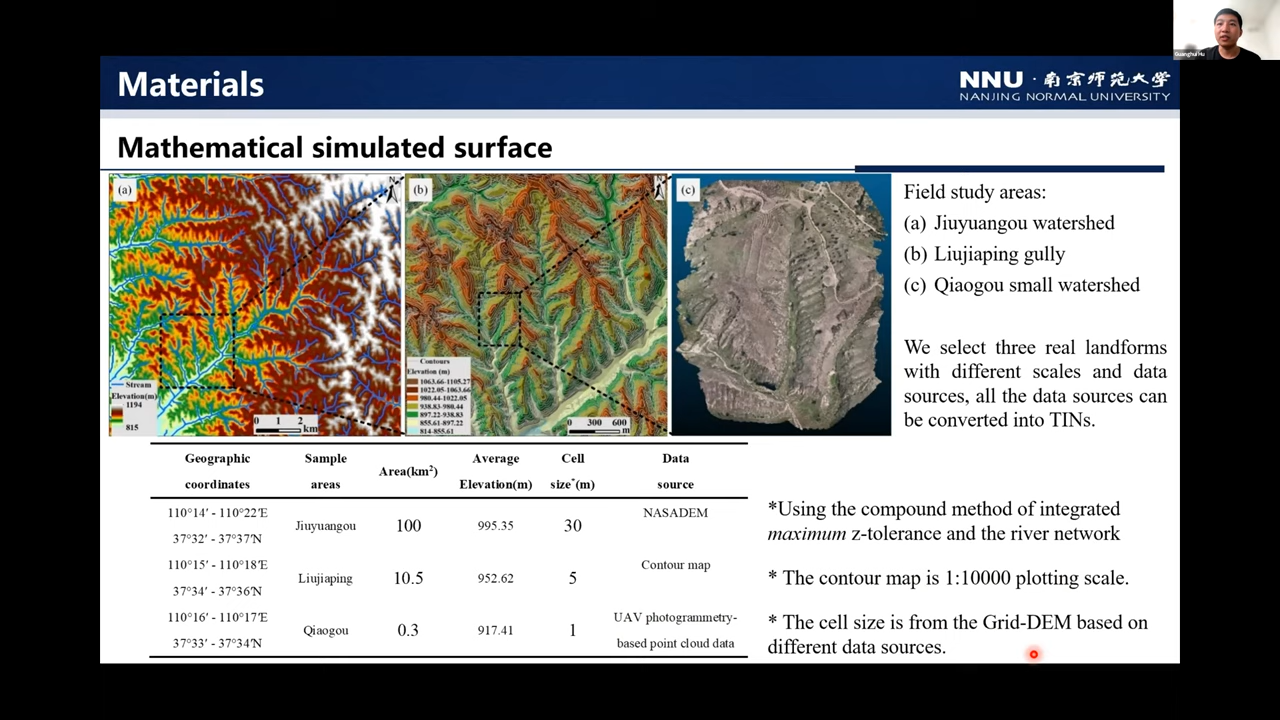 Guanghui Hu
Materials
NNU · 南京师范大学
NANJING NORMAL UNIVERSITY
Mathematical simulated surface
(a)
N
(b)
N
(c)
Stream
Elevation(m)
1194
815
0 1 2
km
Contours
Elevation (m)
1063.66-1105.27
1022.05-1063.66
980.44-1022.05
938.83-980.44
897.22-938.83
855.61-897.22
814-855.61
0 300 600
m
Field study areas:
(a) Jiuyuangou watershed
(b) Liujiaping gully
(c) Qiaogou small watershed
We select three real landforms
with different scales and data
sources, all the data sources can
be converted into TINs.
Geographic coordinates Sample areas Area(km²) Average Elevation(m) Cell size*(m) Data source
110°14′ - 110°22′E
37°32′ - 37°37′N
Jiuyuangou 100 995.35 30 NASADEM
110°15′ - 110°18′E
37°34′ - 37°36′N
Liujiaping 10.5 952.62 5 Contour map
110°16′ - 110°17′E
37°33′ - 37°34′N
Qiaogou 0.3 917.41 1 UAV photogrammetry-
based point cloud data
*Using the compound method of integrated
maximum z-tolerance and the river network
* The contour map is 1:10000 plotting scale.
* The cell size is from the Grid-DEM based on
different data sources.